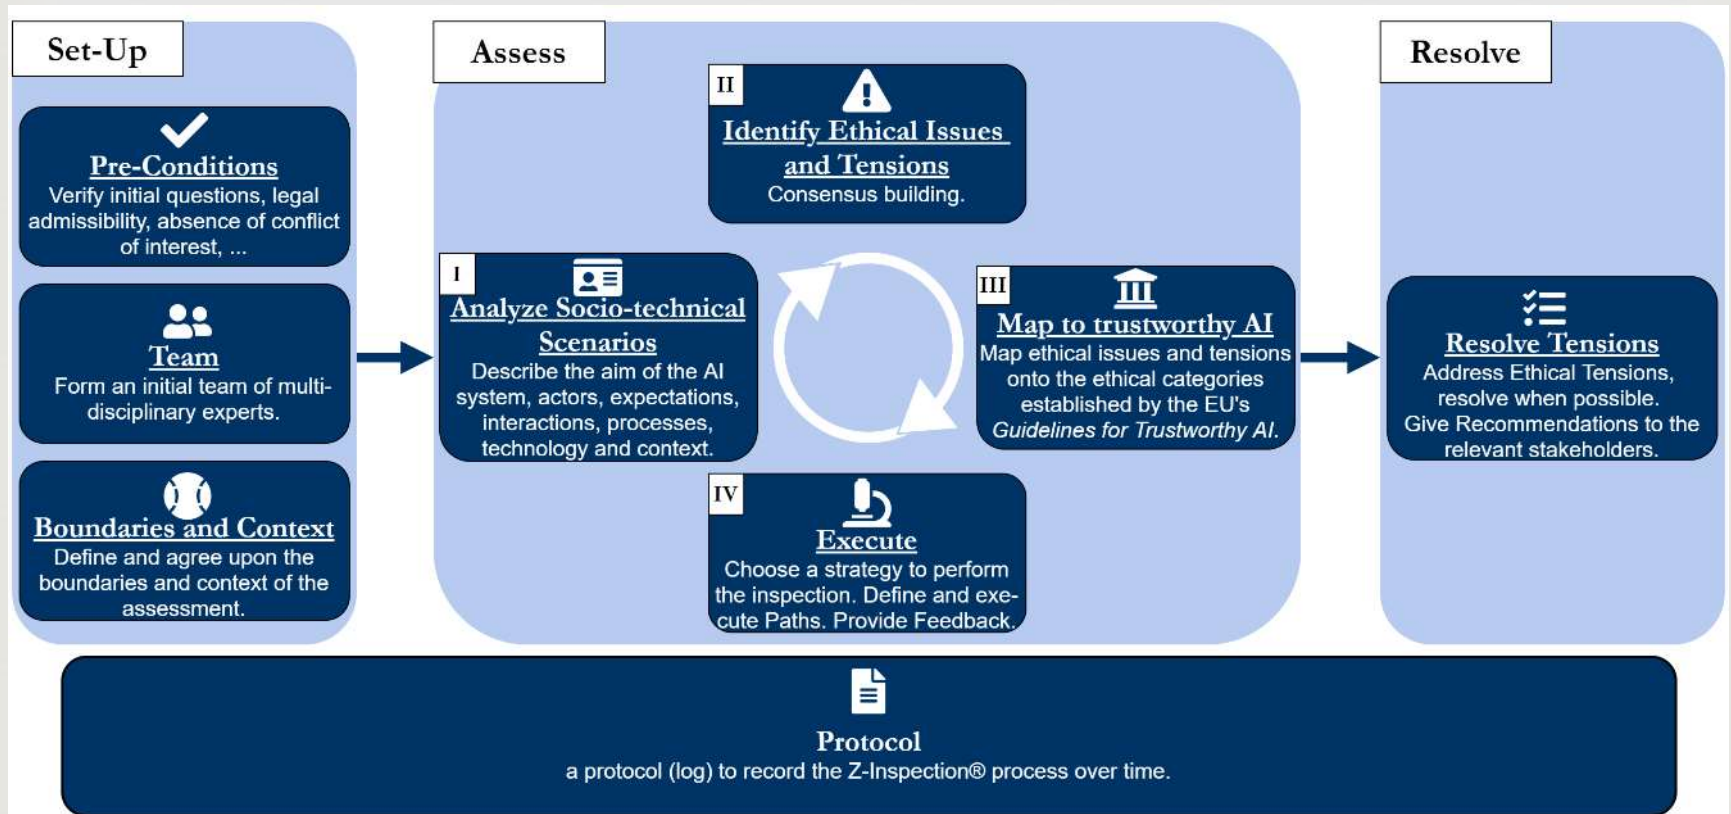 Set-Up
Pre-Conditions
Verify initial questions, legal
admissibility, absence of conflict
of interest, ...
Team
Form an initial team of multi-
disciplinary experts.
Boundaries and Context
Define and agree upon the
boundaries and context of the
assessment.
Assess
I
Analyze Socio-technical
Scenarios
Describe the aim of the AI
system, actors, expectations,
interactions, processes,
technology and context.
II
Identify Ethical Issues
and Tensions
Consensus building.
III
Map to trustworthy AI
Map ethical issues and tensions
onto the ethical categories
established by the EU's
Guidelines for Trustworthy AI.
IV
Execute
Choose a strategy to perform
the inspection. Define and exe-
cute Paths. Provide Feedback.
Resolve
Resolve Tensions
Address Ethical Tensions,
resolve when possible.
Give Recommendations to the
relevant stakeholders.
Protocol
a protocol (log) to record the Z-Inspection® process over time.